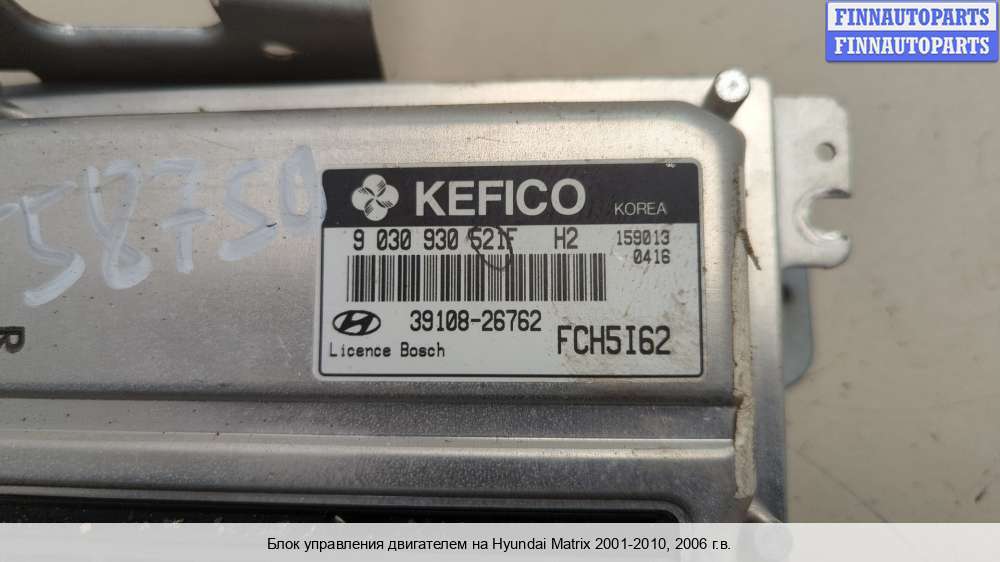 FINNAUTOPARTS
FINNAUTOPARTS
58750
KEFICO
KOREA
9 030 930 521F H2 159013
0416
39108-26762
FCH5I62
Licence Bosch
R
Блок управления двигателем на Hyundai Matrix 2001-2010, 2006 г.в.